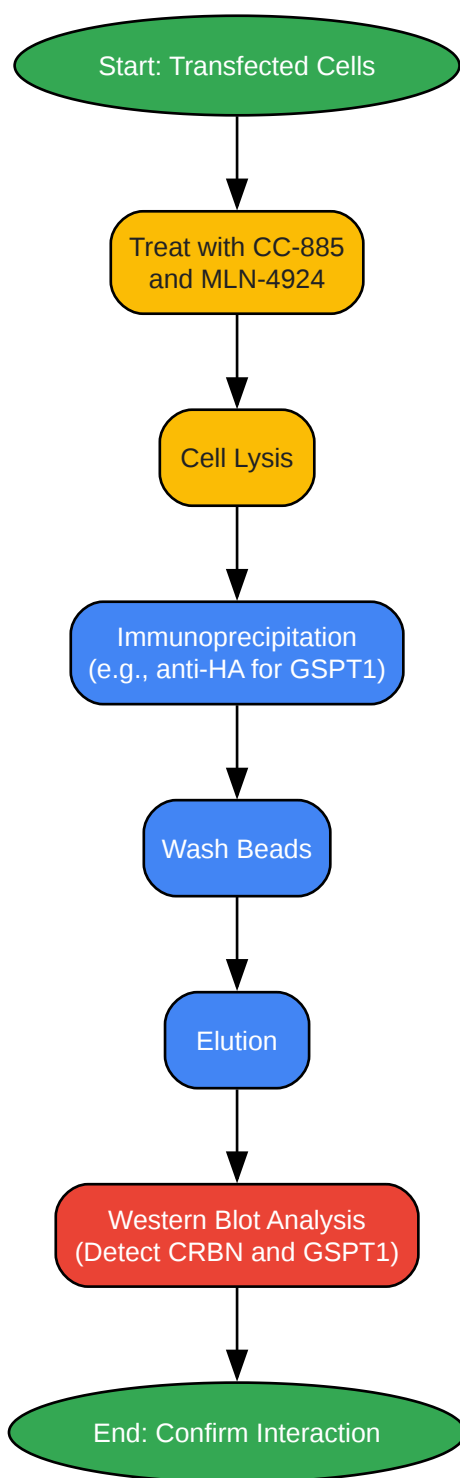 Start: Transfected Cells
Treat with CC-885
and MLN-4924
Cell Lysis
Immunoprecipitation
(e.g., anti-HA for GSPT1)
Wash Beads
Elution
Western Blot Analysis
(Detect CRBN and GSPT1)
End: Confirm Interaction